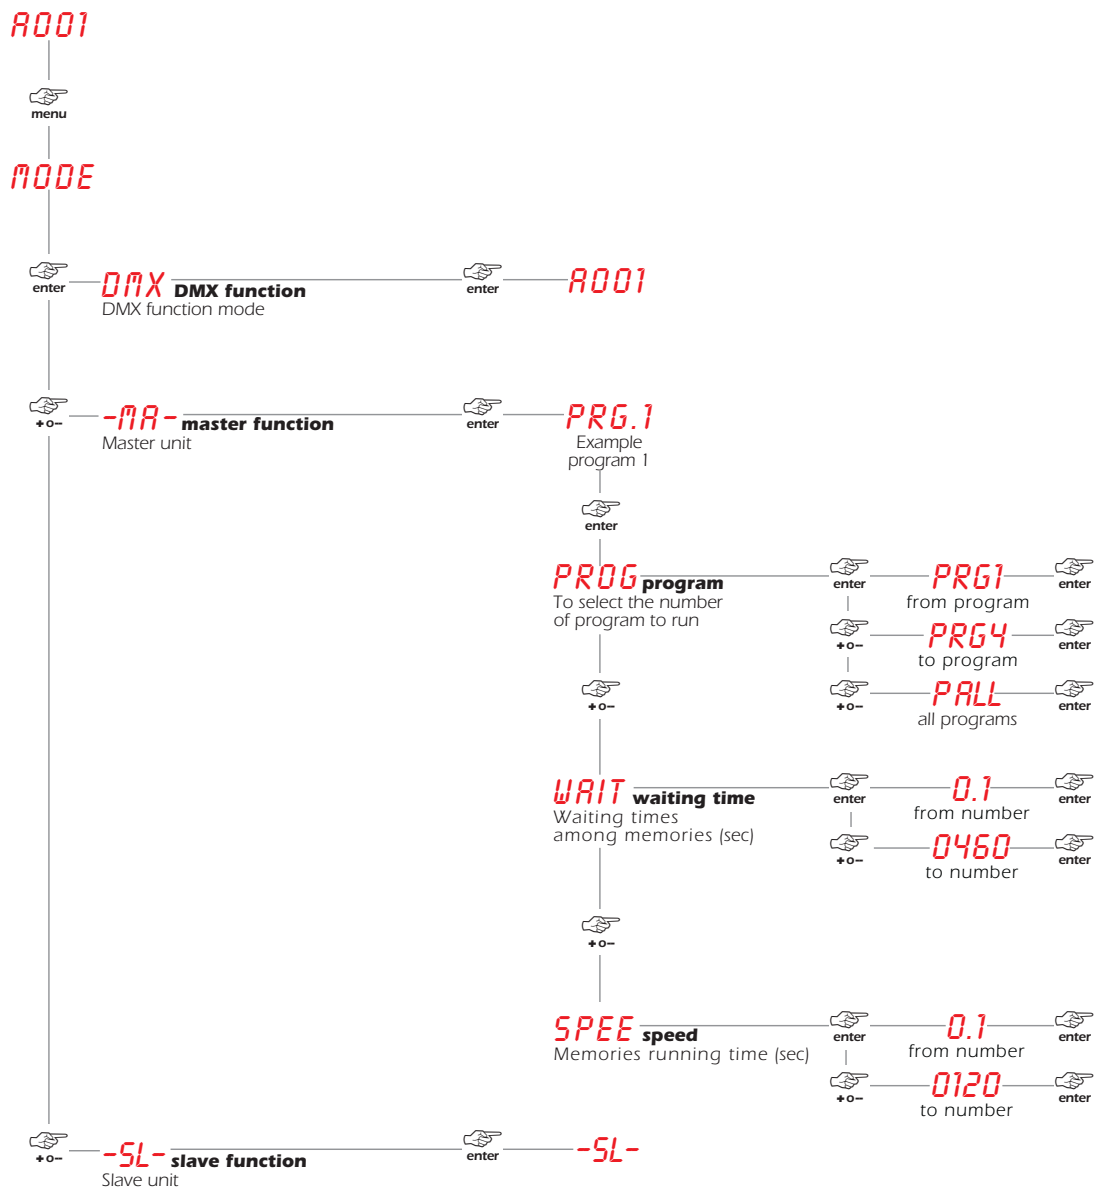 A001
menu
MODE
enter
DMX DMX function
DMX function mode
enter
A001
+ o –
-MA- master function
Master unit
enter
PRG.1
Example
program 1
enter
PROG program
To select the number
of program to run
enter
PRG1
from program
enter
+ o –
PRG4
to program
enter
+ o –
+ o –
PALL
all programs
enter
WAIT waiting time
Waiting times
among memories (sec)
enter
0.1
from number
enter
+ o –
0460
to number
enter
+ o –
SPEE speed
Memories running time (sec)
enter
0.1
from number
enter
+ o –
0120
to number
enter
+ o –
-SL- slave function
Slave unit
enter
-SL-